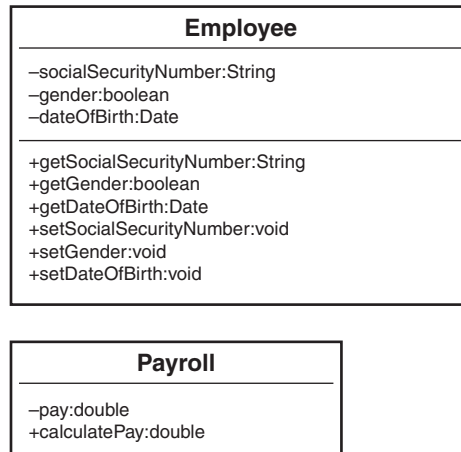 Employee
–socialSecurityNumber:String
–gender:boolean
–dateOfBirth:Date
+getSocialSecurityNumber:String
+getGender:boolean
+getDateOfBirth:Date
+setSocialSecurityNumber:void
+setGender:void
+setDateOfBirth:void
Payroll
–pay:double
+calculatePay:double